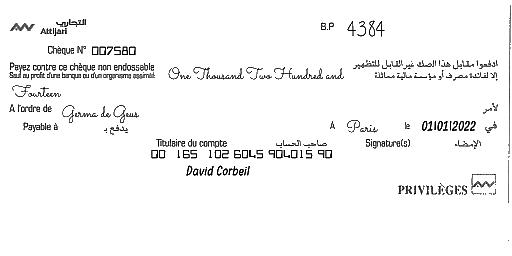 التجاري
Attijari
B.P 4384
Chèque N° 007580
Payez contre ce chèque non endossable
Sauf au profit d'une banque ou d'un organisme assimilé
One Thousand Two Hundred and
ادفعوا مقابل هذا الصك غير القابل للتظهير
إلا لفائدة مصرف أو مؤسسة مالية مماثلة
Fourteen
A l'ordre de Germa de Geus
لأمر
Payable à يدفع بـ
A Paris le 01/01/2022 في
Titulaire du compte صاحب الحساب
Signature(s) الإمضاء
00 165 102 6045 904015 90
David Corbeil
PRIVILÈGES